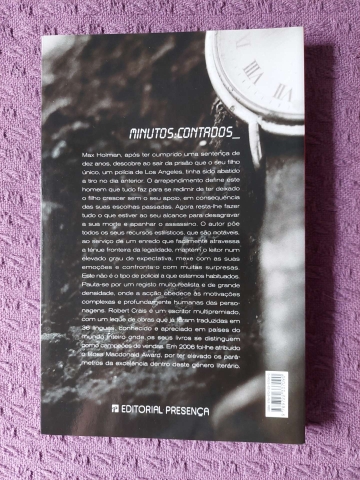 MINUTOS:CONTADOS_
Max Holman, após ter cumprido uma sentença de
dez anos, descobre ao sair da prisão que o seu filho
único, um polícia de Los Angeles, tinha sido abatido
a tiro no dia anterior. O arrependimento define este
homem que tudo faz para se redimir de ter deixado
o filho crescer sem o seu apoio, em consequência
das suas escolhas passadas. Agora resta-lhe fazer
tudo o que estiver ao seu alcance para desagravar
a sua morte e apanhar o assassino. O autor põe
todos os seus recursos estilísticos, que são notáveis,
ao serviço de um enredo que facilmente atravessa
a ténue fronteira da legalidade, mantém o leitor num
elevado grau de expectativa, mexe com as suas
emoções e confronta-o com muitas surpresas.
Este não é o tipo de policial a que estamos habituados.
Pauta-se por um registo muito realista e de grande
densidade, onde a acção obedece às motivações
complexas e profundamente humanas das perso-
nagens. Robert Crais é um escritor multipremiado,
com um leque de obras que já foram traduzidas em
36 línguas, conhecido e apreciado em países do
mundo inteiro onde os seus livros se distinguem
como campeões de vendas. Em 2006 foi-lhe atribuído
o Ross Macdonald Award, por ter elevado os parâ-
metros da excelência dentro deste género literário.
EDITORIAL PRESENÇA